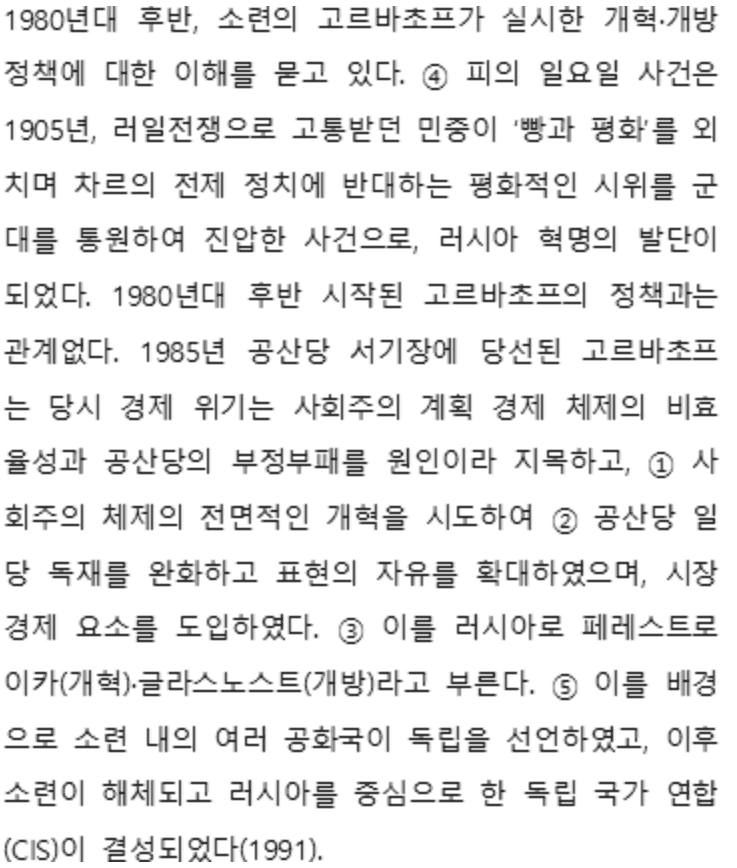 1980년대 후반, 소련의 고르바초프가 실시한 개혁·개방
정책에 대한 이해를 묻고 있다. ④ 피의 일요일 사건은
1905년, 러일전쟁으로 고통받던 민중이 ‘빵과 평화’를 외
치며 차르의 전제 정치에 반대하는 평화적인 시위를 군
대를 통원하여 진압한 사건으로, 러시아 혁명의 발단이
되었다. 1980년대 후반 시작된 고르바초프의 정책과는
관계없다. 1985년 공산당 서기장에 당선된 고르바초프
는 당시 경제 위기는 사회주의 계획 경제 체제의 비효
율성과 공산당의 부정부패를 원인이라 지목하고, ① 사
회주의 체제의 전면적인 개혁을 시도하여 ② 공산당 일
당 독재를 완화하고 표현의 자유를 확대하였으며, 시장
경제 요소를 도입하였다. ③ 이를 러시아로 페레스트로
이카(개혁)·글라스노스트(개방)라고 부른다. ⑤ 이를 배경
으로 소련 내의 여러 공화국이 독립을 선언하였고, 이후
소련이 해체되고 러시아를 중심으로 한 독립 국가 연합
(CIS)이 결성되었다(1991).